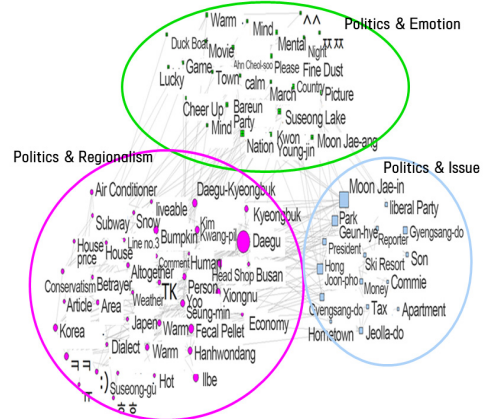 Politics & Emotion
Warm
Mind
^^
Duck Boat
Movie
Mental
Night
ㅠㅠ
Game
Ahn Cheol-soo
Please
Fine Dust
Lucky
Town
calm
March
Country
Picture
Cheer Up
Bareun
Party
Suseong Lake
Mind
Nation
Kwon
Young-jin
Moon Jae-ang
Politics & Regionalism
Air Conditioner
Daegu-Kyeongbuk
liveable
Kyeongbuk
Subway
Snow
Bumpkin
Kim
Kwang-pil
Daegu
House
price
House
Line no.3
Comment
Human
Altogether
Head Shop
Busan
Conservatism
Betrayer
TK
Person
Xiongnu
Article
Area
Weather
Yoo
Seung-min
Korea
Japen
Warm
Fecal Pellet
Economy
Dialect
Warm
Hanhwondang
ㅋㅋ
:)
Suseong-gu
Hot
Ilbe
ㅠ
ㅎㅎ
Politics & Issue
Moon Jae-in
liberal Party
Park
Geun-hye
Reporter
Gyengsang-do
President
Hong
Joon-pho
Ski Resort
Son
Money
Commie
Gyengsang-do
Tax
Apartment
Hometown
Jeolla-do